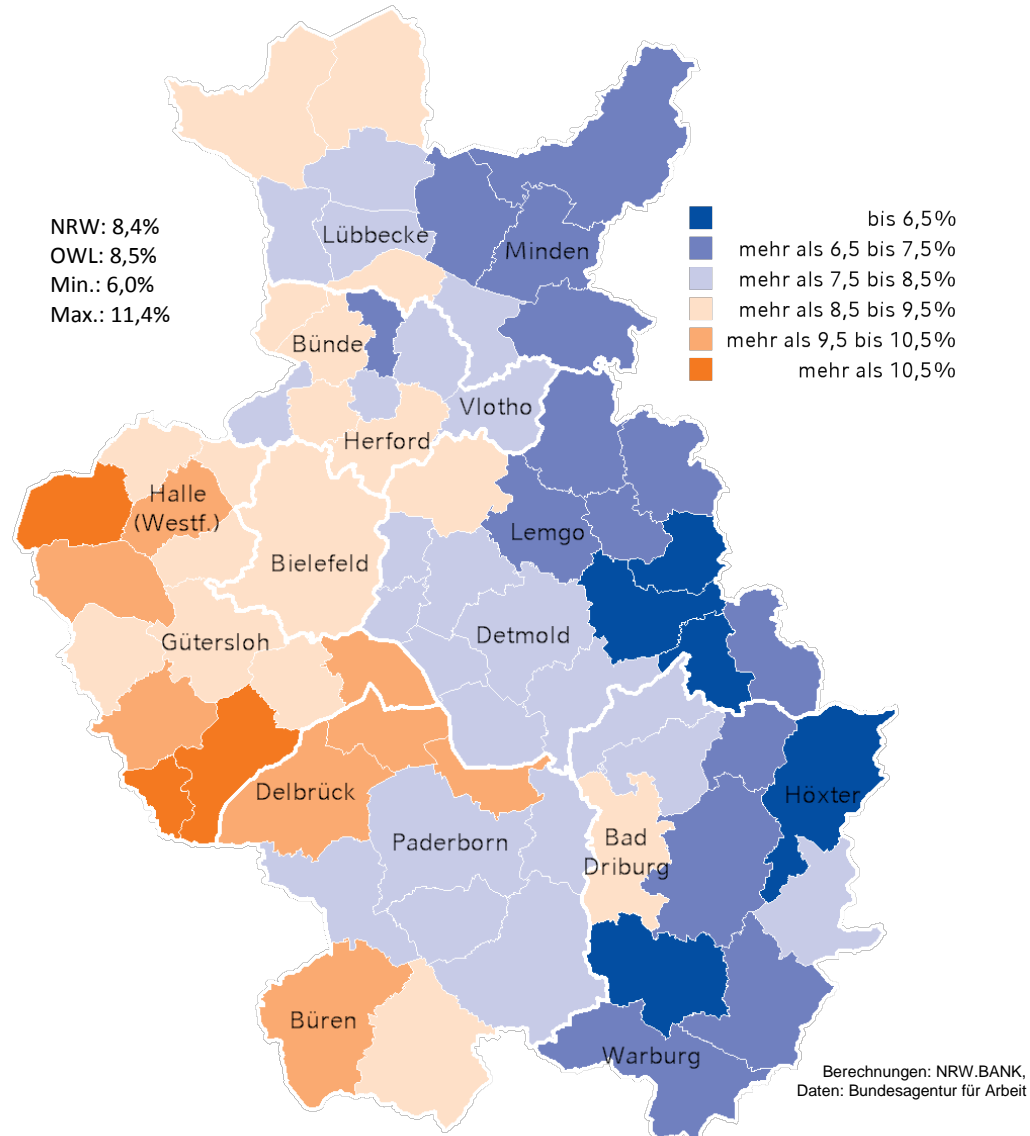 NRW: 8,4%
OWL: 8,5%
Min.: 6,0%
Max.: 11,4%
bis 6,5%
mehr als 6,5 bis 7,5%
mehr als 7,5 bis 8,5%
mehr als 8,5 bis 9,5%
mehr als 9,5 bis 10,5%
mehr als 10,5%
Lübbecke
Minden
Bünde
Vlotho
Herford
Halle
(Westf.)
Lemgo
Bielefeld
Gütersloh
Detmold
Delbrück
Höxter
Paderborn
Bad
Driburg
Büren
Warburg
Berechnungen: NRW.BANK,
Daten: Bundesagentur für Arbeit